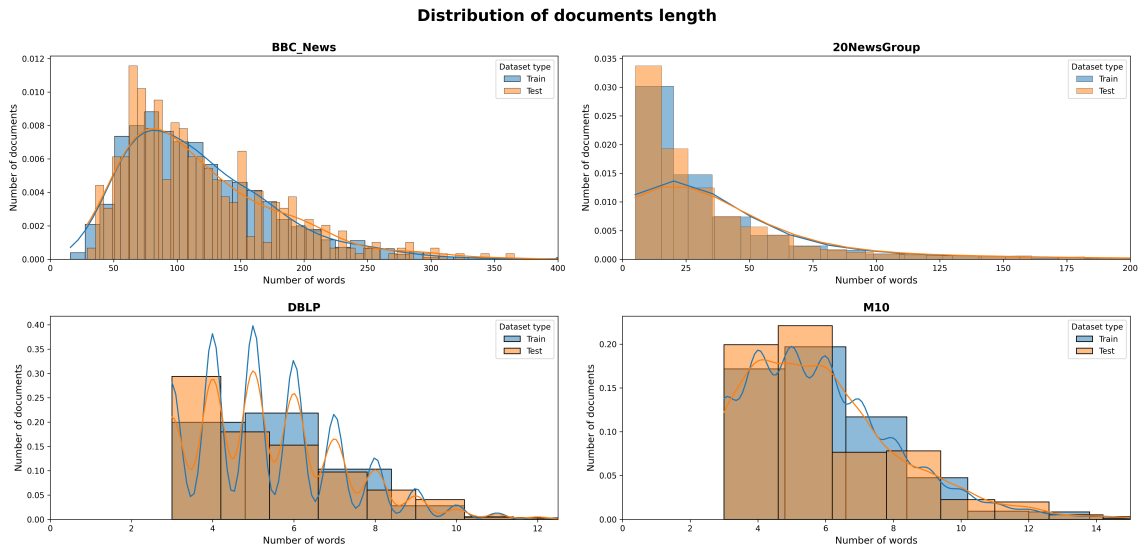 Distribution of documents length
BBC_News
Number of documents
0.012
0.010
0.008
0.006
0.004
0.002
0.000
0
50
100
150
200
250
300
350
400
Number of words
Dataset type
Train
Test
20NewsGroup
Number of documents
0.035
0.030
0.025
0.020
0.015
0.010
0.005
0.000
0
25
50
75
100
125
150
175
200
Number of words
Dataset type
Train
Test
DBLP
Number of documents
0.40
0.35
0.30
0.25
0.20
0.15
0.10
0.05
0.00
0
2
4
6
8
10
12
Number of words
Dataset type
Train
Test
M10
Number of documents
0.20
0.15
0.10
0.05
0.00
0
2
4
6
8
10
12
14
Number of words
Dataset type
Train
Test